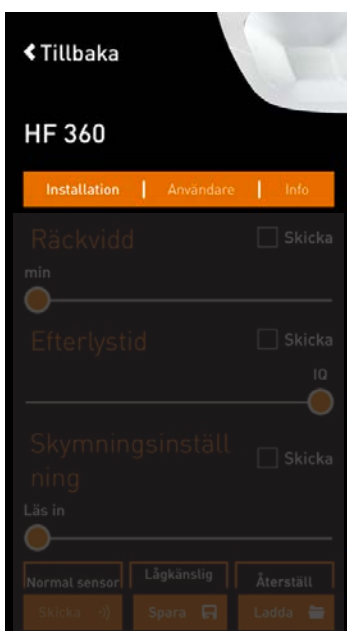 Tillbaka
HF 360
Installation | Användare | Info
Räckvidd Skicka
min
Efterlystid Skicka
IQ
Skymningsinställ
ning Skicka
Läs in
Normal sensor Lågkänslig Återställ
Skicka Spara Ladda